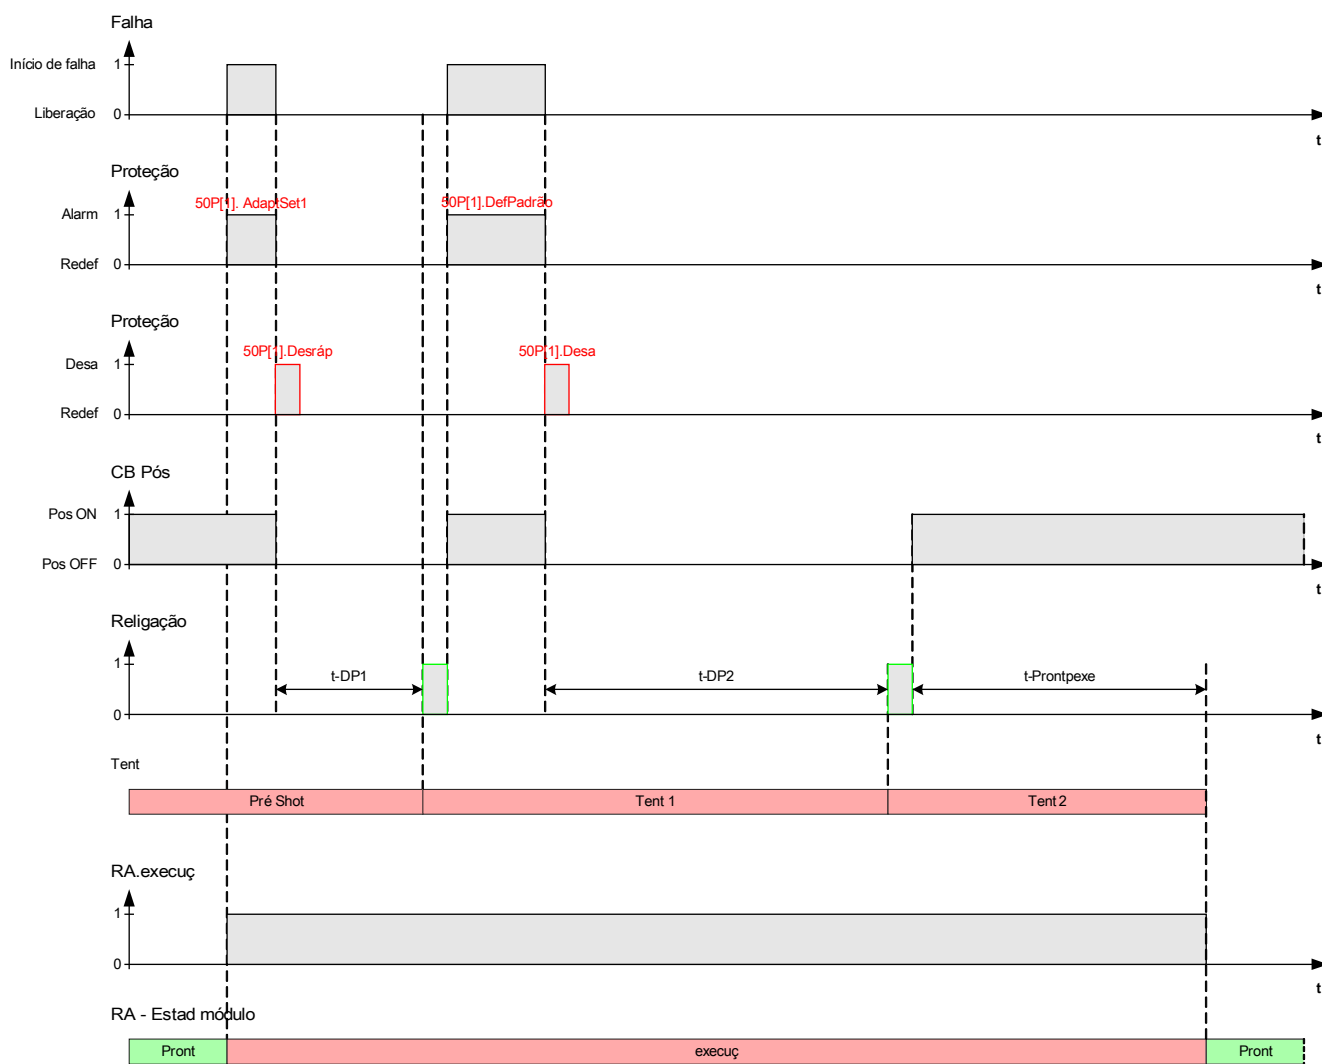 Falha
Início de falha 1
Liberação 0
t
Proteção
50P[1]. AdaptSet1 50P[1].DefPadrão
Alarm 1
Redef 0
t
Proteção
50P[1].Desráp 50P[1].Desa
Desa 1
Redef 0
t
CB Pós
Pos ON 1
Pos OFF 0
t
Religação
1
t-DP1 t-DP2 t-Prontpexe
0
t
Tent
Pré Shot Tent 1 Tent 2
RA.execuç
1
0
t
RA - Estad módulo
Pront execuç Pront